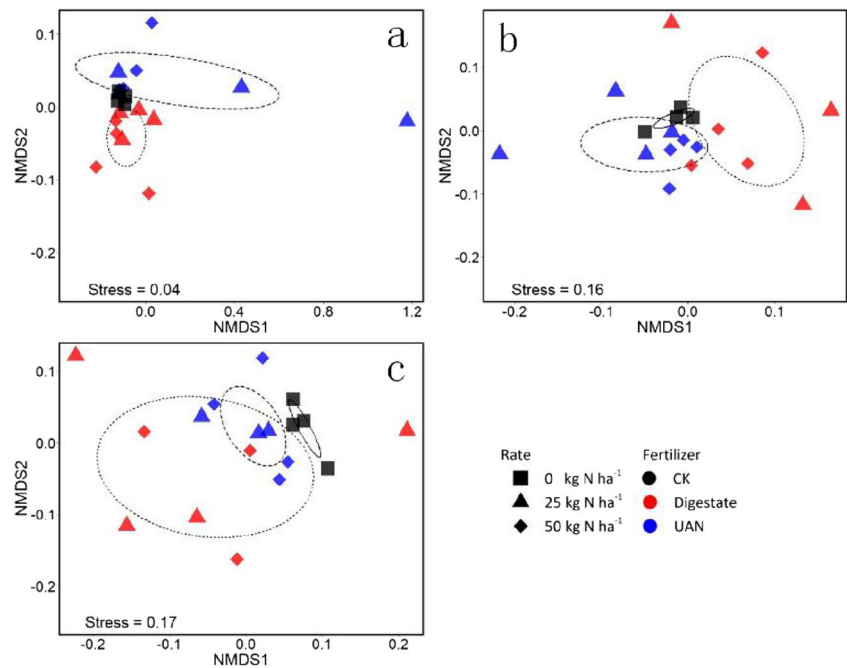 a
0.1
0.0
-0.1
-0.2
NMDS2
Stress = 0.04
0.0 0.4 0.8 1.2
NMDS1
b
0.2
0.1
0.0
-0.1
-0.2
NMDS2
Stress = 0.16
-0.2 -0.1 0.0 0.1
NMDS1
c
0.1
0.0
-0.1
-0.2
NMDS2
Stress = 0.17
-0.2 -0.1 0.0 0.1 0.2
NMDS1
Rate Fertilizer
0 kg N ha⁻¹ CK
25 kg N ha⁻¹ Digestate
50 kg N ha⁻¹ UAN